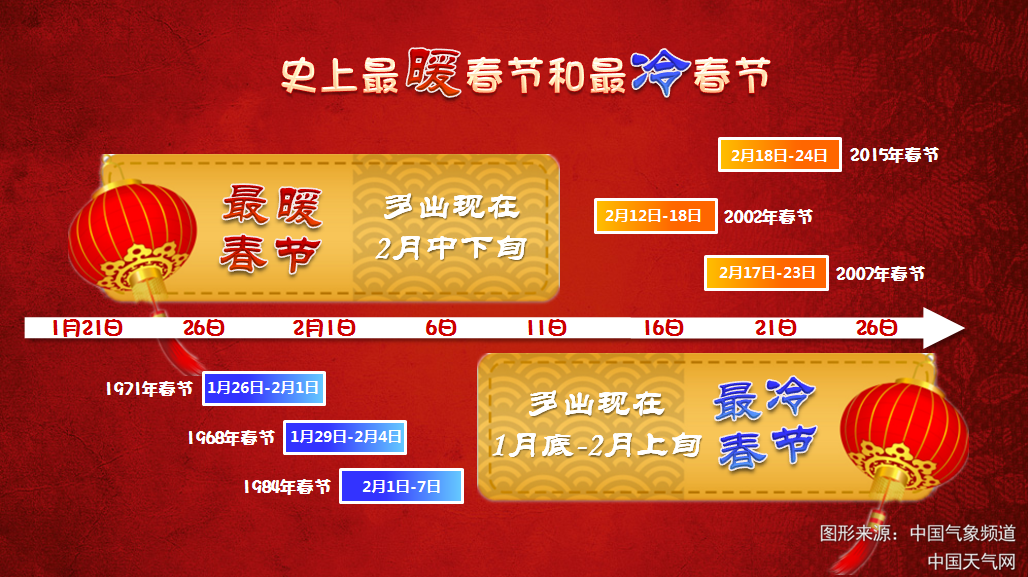 史上最暖春节和最冷春节
2月18日-24日 2015年春节
最暖
春节
多出现在
2月中下旬
2月12日-18日 2002年春节
2月17日-23日 2007年春节
1月21日 26日 2月1日 6日 11日 16日 21日 26日
1971年春节 1月26日-2月1日
1968年春节 1月29日-2月4日
1984年春节 2月1日-7日
多出现在
1月底-2月上旬
最冷
春节
图形来源：中国气象频道
中国天气网